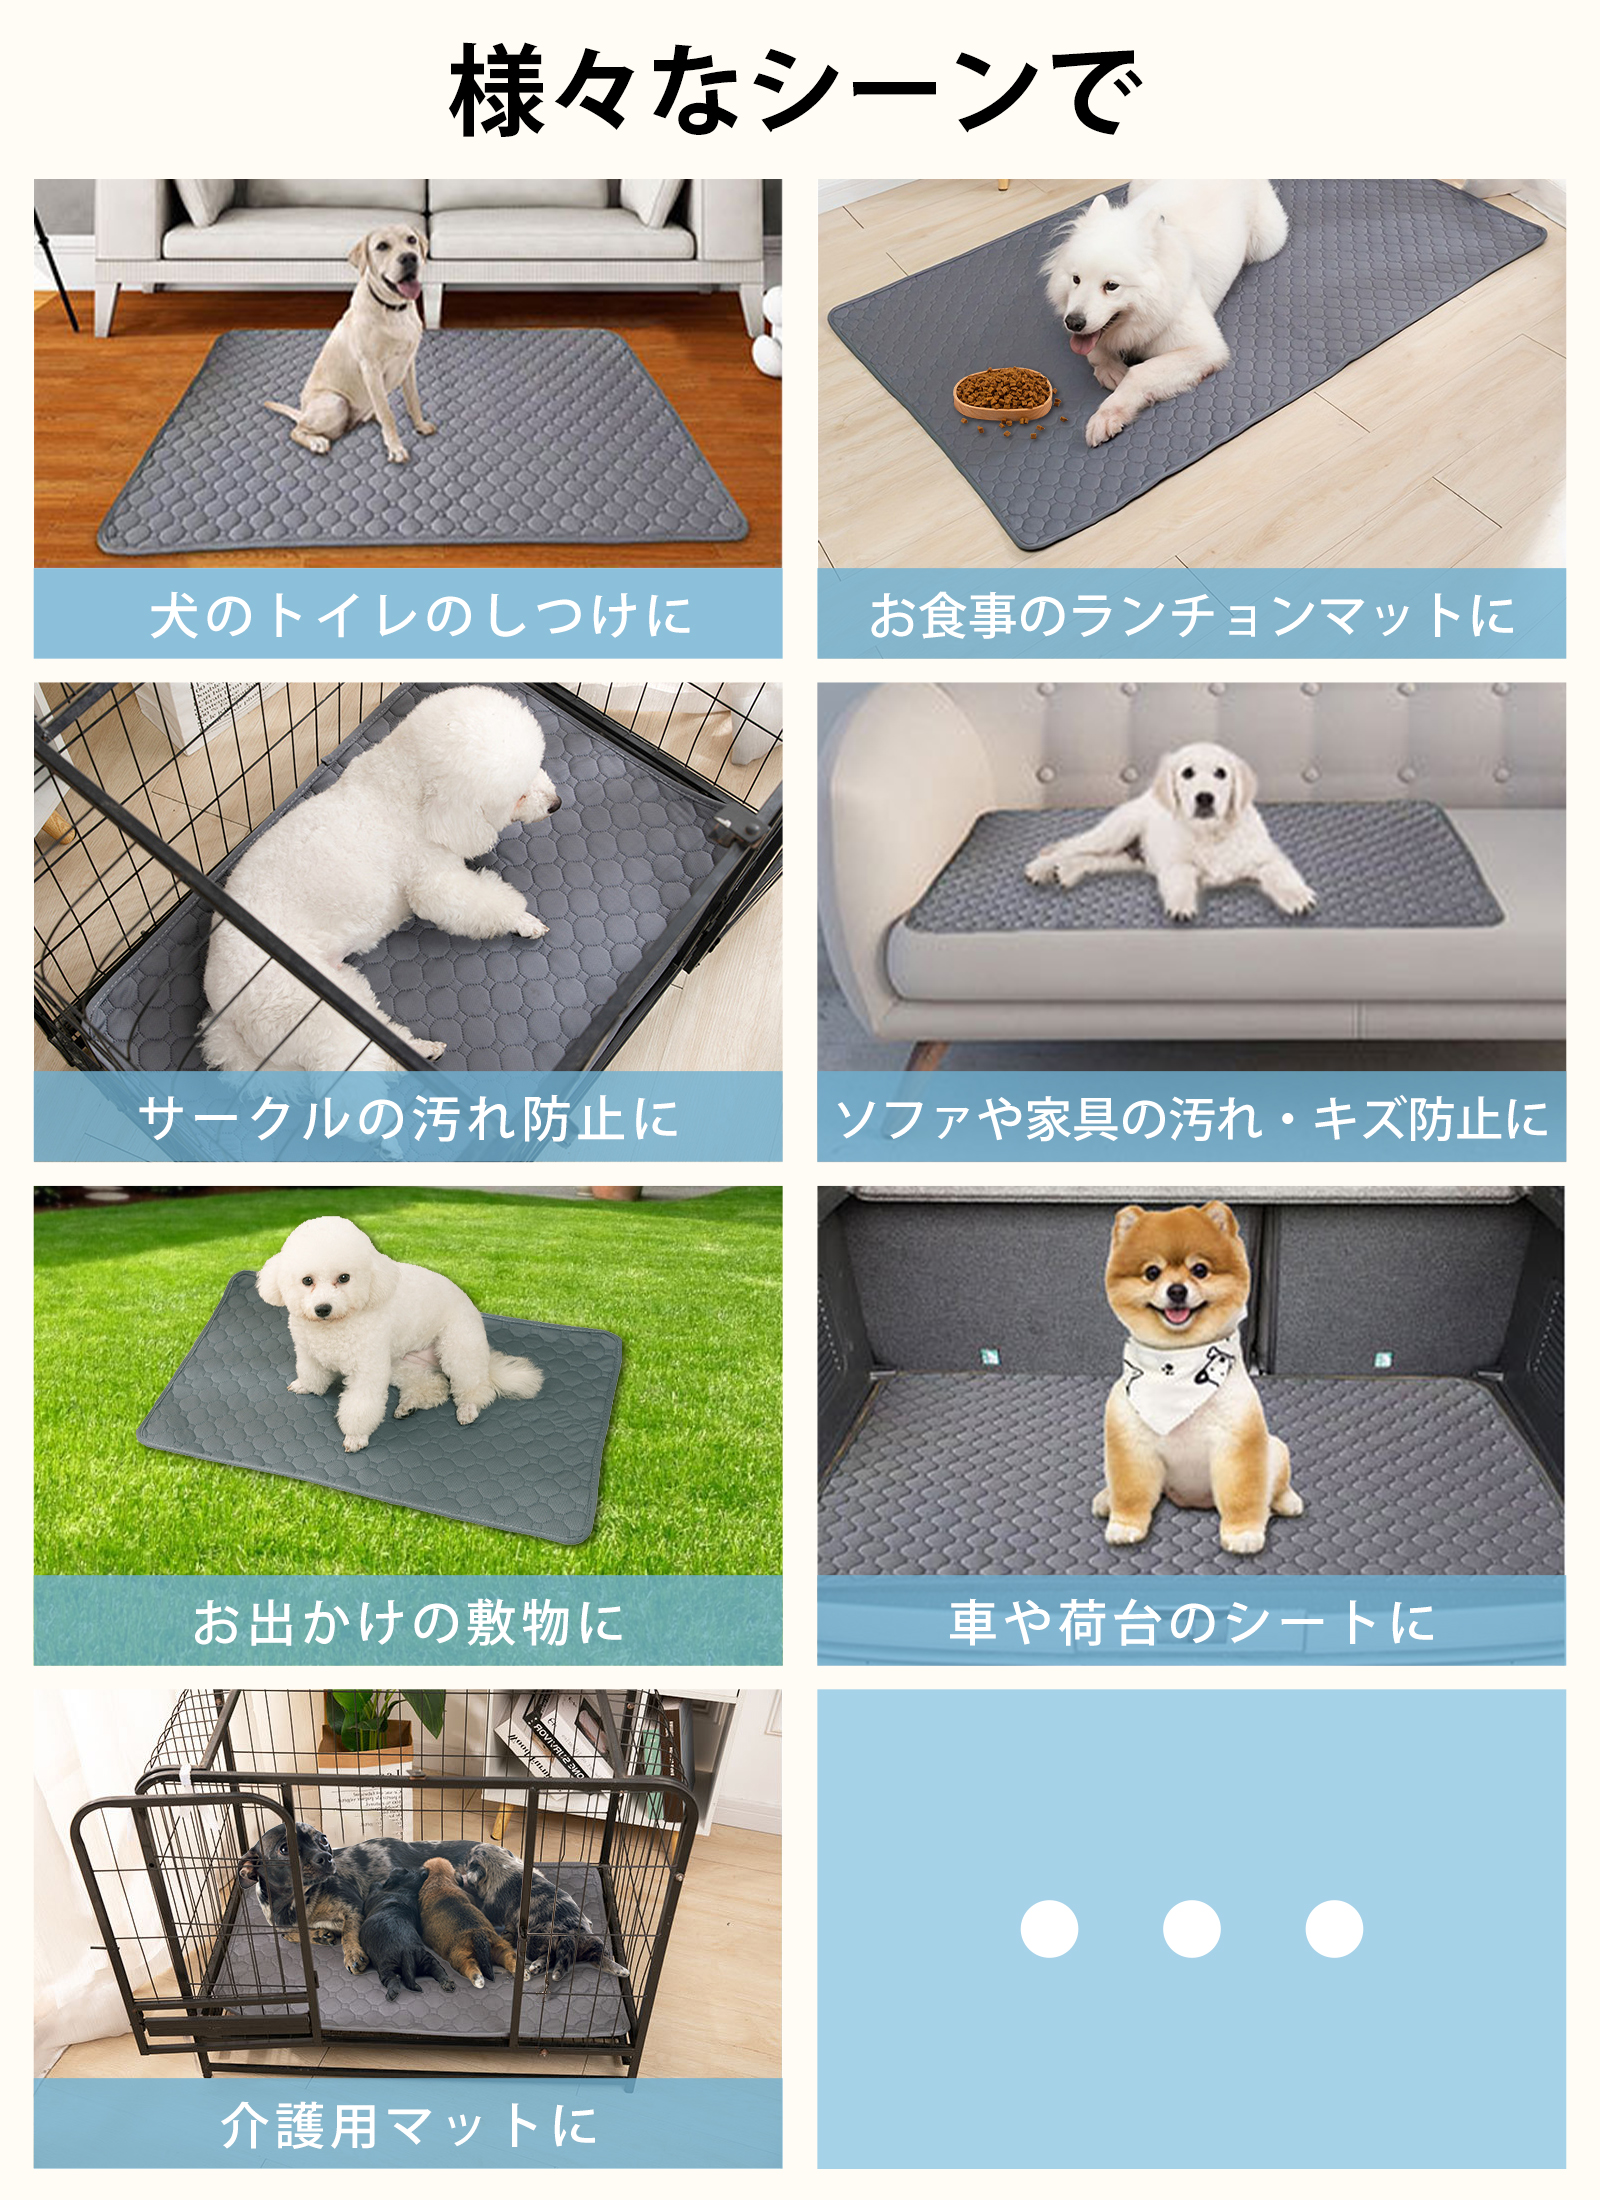 様々なシーンで
犬のトイレのしつけに
お食事のランチョンマットに
サークルの汚れ防止に
ソファや家具の汚れ・キズ防止に
お出かけの敷物に
車や荷台のシートに
介護用マットに